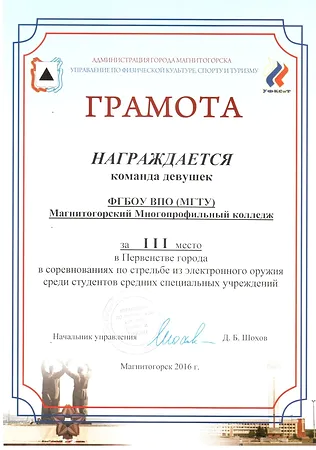 АДМИНИСТРАЦИЯ ГОРОДА МАГНИТОГОРСКА
УПРАВЛЕНИЕ ПО ФИЗИЧЕСКОЙ КУЛЬТУРЕ, СПОРТУ И ТУРИЗМУ
УФКСиТ
ГРАМОТА
НАГРАЖДАЕТСЯ
команда девушек
ФГБОУ ВПО (МГТУ)
Магнитогорский Многопрофильный колледж
за III место
в Первенстве города
в соревнованиях по стрельбе из электронного оружия
среди студентов средних специальных учреждений
Начальник управления Д. Б. Шохов
Магнитогорск 2016 г.